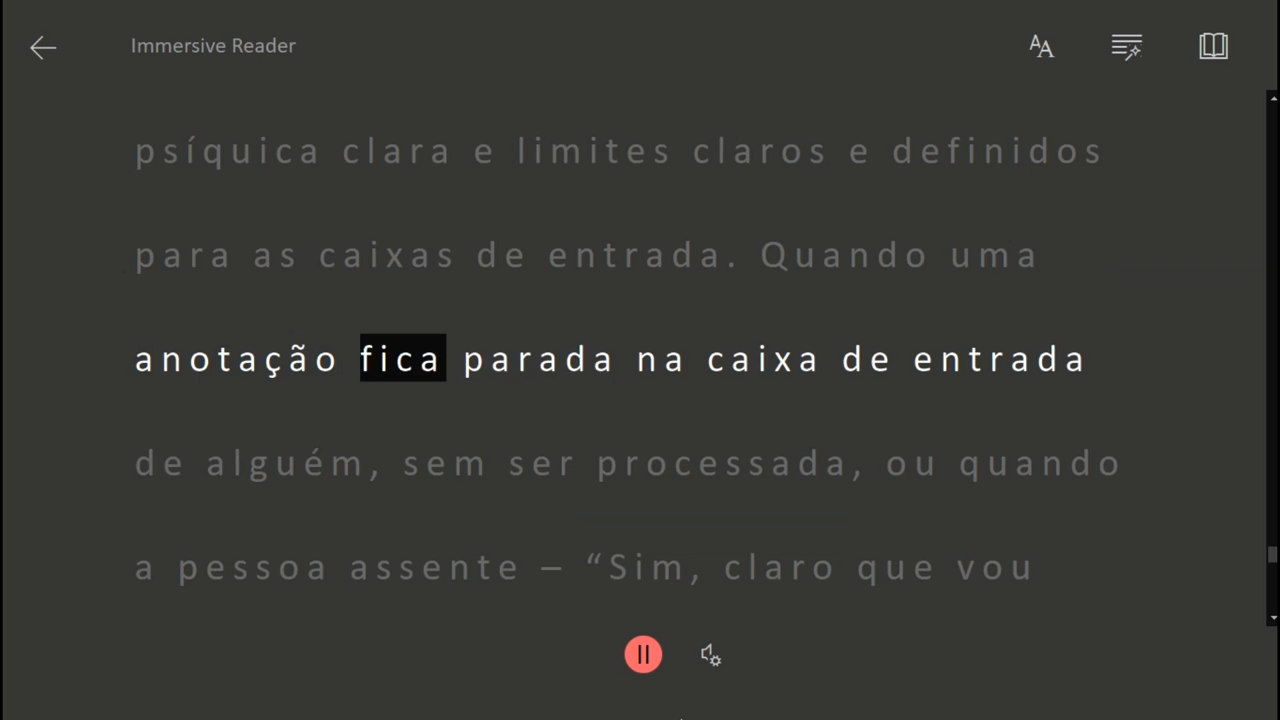 Immersive Reader
psíquica clara e limites claros e definidos
para as caixas de entrada. Quando uma
anotação fica parada na caixa de entrada
de alguém, sem ser processada, ou quando
a pessoa assente – “Sim, claro que vou